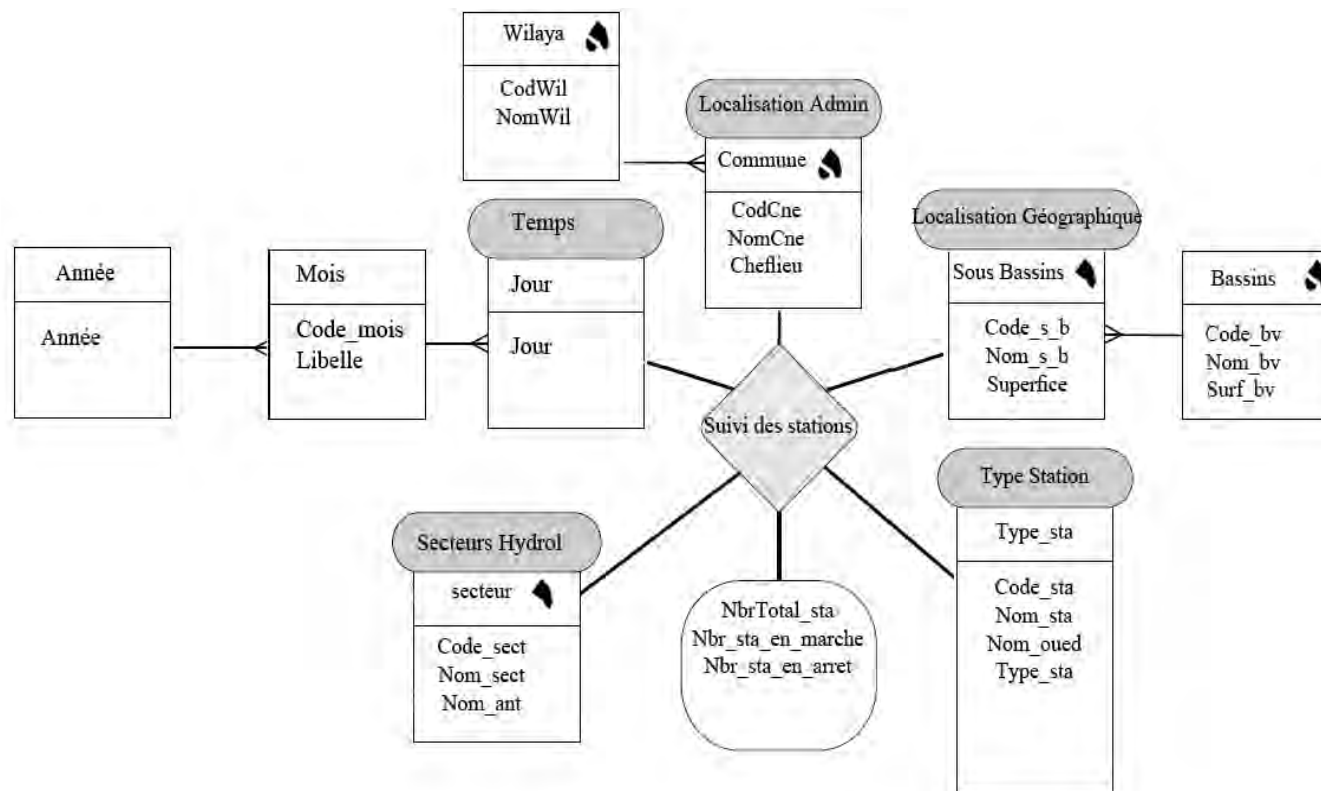 Wilaya
CodWil
NomWil
Localisation Admin
Commune
CodCne
NomCne
Cheflieu
Temps
Jour
Jour
Année
Année
Mois
Code_mois
Libelle
Localisation Géographique
Sous Bassins
Code_s_b
Nom_s_b
Superfice
Bassins
Code_bv
Nom_bv
Surf_bv
Suivi des stations
Secteurs Hydrol
secteur
Code_sect
Nom_sect
Nom_ant
NbrTotal_sta
Nbr_sta_en_marche
Nbr_sta_en_arret
Type Station
Type_sta
Code_sta
Nom_sta
Nom_oued
Type_sta